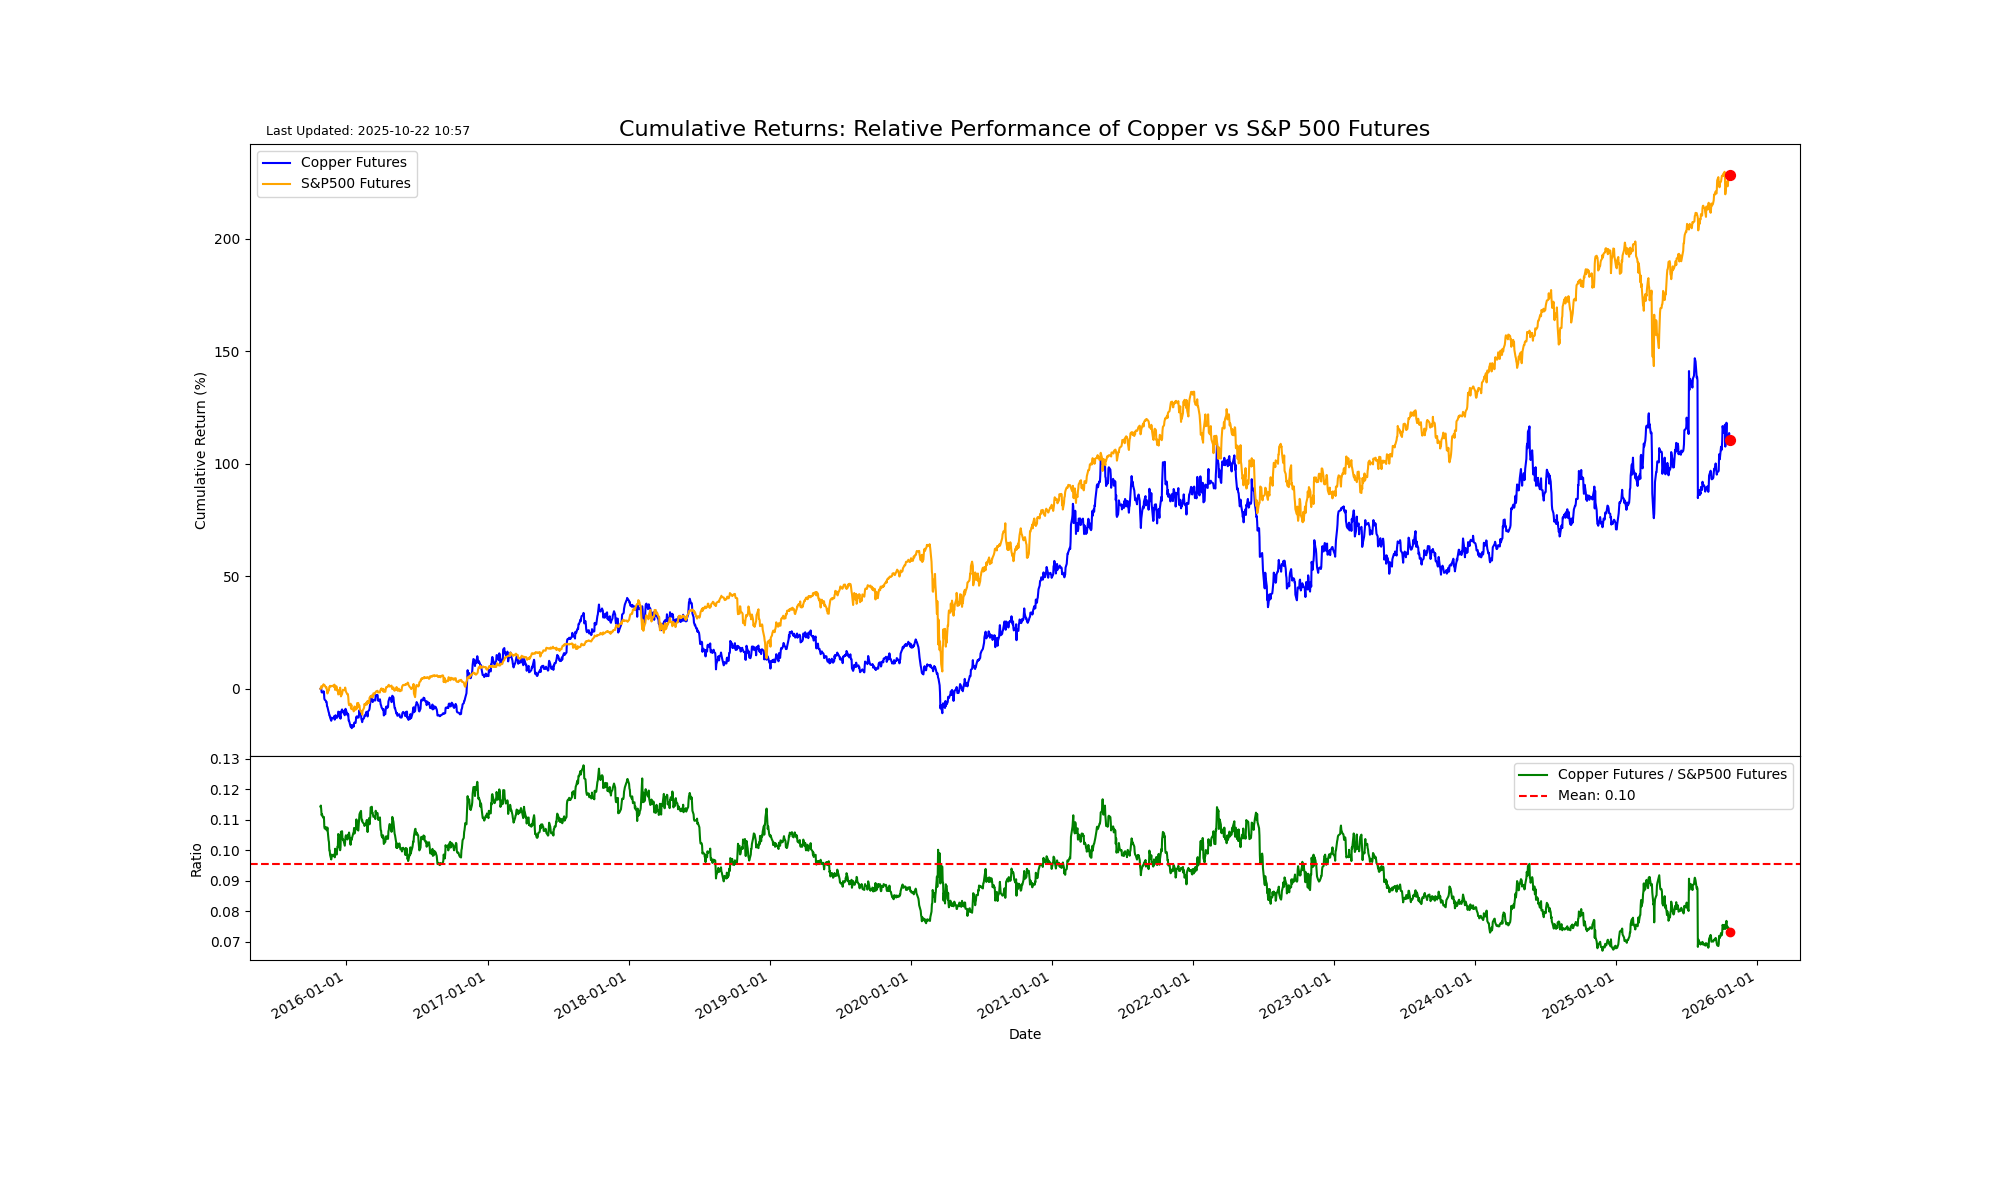 Last Updated: 2025-10-22 10:57
Cumulative Returns: Relative Performance of Copper vs S&P 500 Futures
Copper Futures
S&P500 Futures
Cumulative Return (%)
200
150
100
50
0
Copper Futures / S&P500 Futures
Mean: 0.10
Ratio
0.13
0.12
0.11
0.10
0.09
0.08
0.07
2016-01-01
2017-01-01
2018-01-01
2019-01-01
2020-01-01
2021-01-01
2022-01-01
2023-01-01
2024-01-01
2025-01-01
2026-01-01
Date